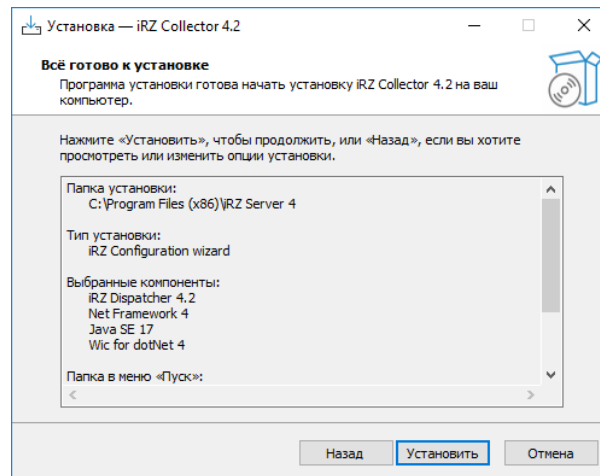 Установка — iRZ Collector 4.2
Всё готово к установке
Программа установки готова начать установку iRZ Collector 4.2 на ваш
компьютер.
Нажмите «Установить», чтобы продолжить, или «Назад», если вы хотите
просмотреть или изменить опции установки.
Папка установки:
C:\Program Files (x86)\iRZ Server 4
Тип установки:
iRZ Configuration wizard
Выбранные компоненты:
iRZ Dispatcher 4.2
Net Framework 4
Java SE 17
Wic for dotNet 4
Папка в меню «Пуск»:
Назад
Установить
Отмена